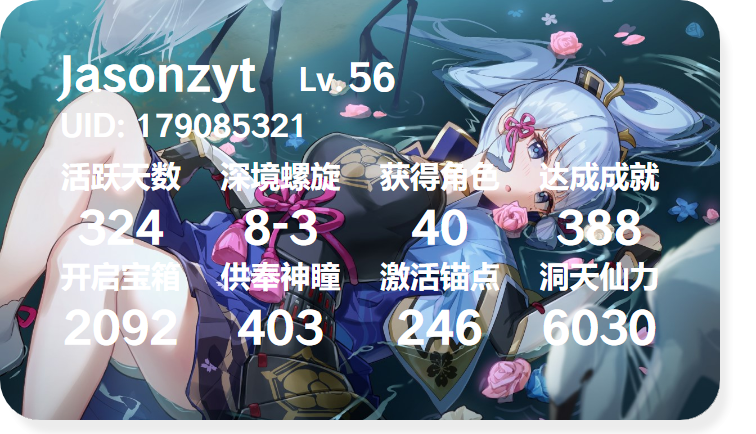 Jasonzyt Lv.56
UID: 179085321
活跃天数 深境螺旋 获得角色 达成成就
324 8-3 40 388
开启宝箱 供奉神瞳 激活锚点 洞天仙力
2092 403 246 6030